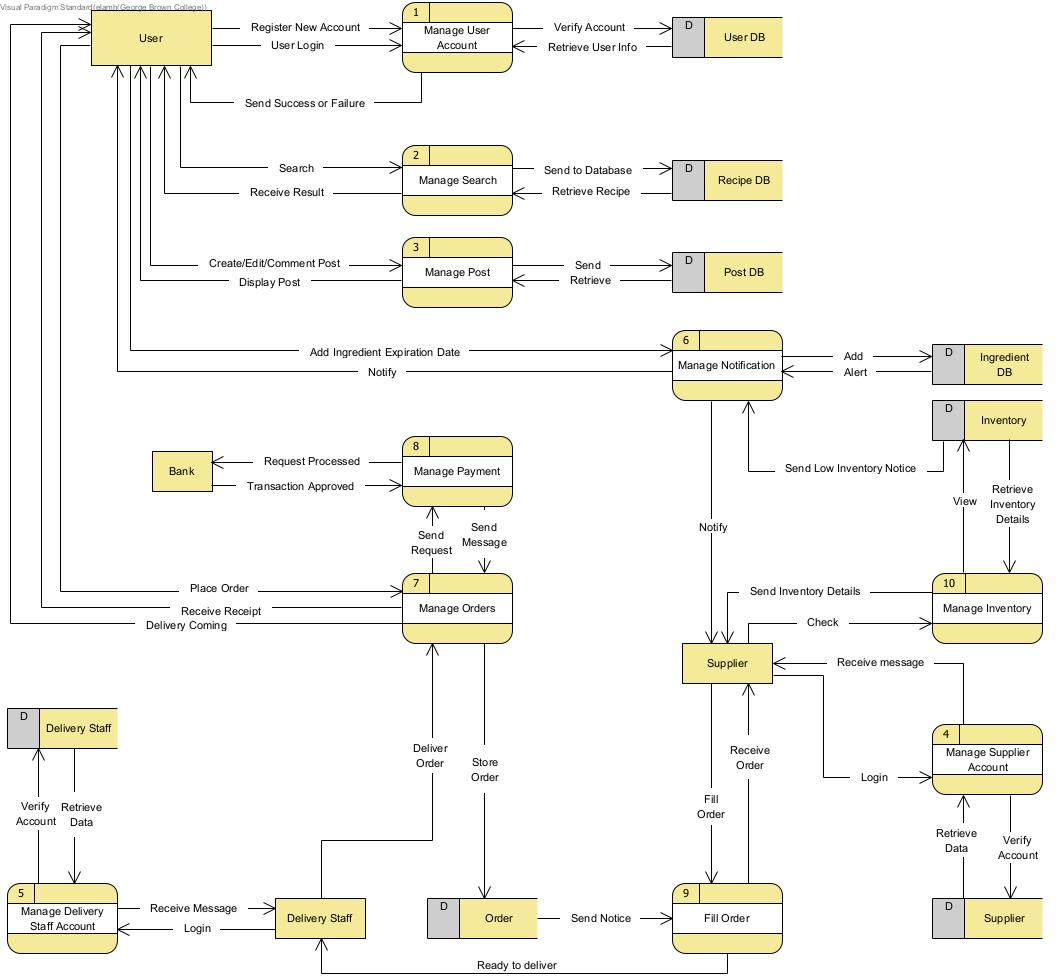 Visual Paradigm Standard(elamh(George Brown College))
User
Register New Account
User Login
1
Manage User
Account
Verify Account
Retrieve User Info
D
User DB
Send Success or Failure
2
Manage Search
Search
Receive Result
Send to Database
Retrieve Recipe
D
Recipe DB
3
Manage Post
Create/Edit/Comment Post
Display Post
Send
Retrieve
D
Post DB
6
Manage Notification
Add Ingredient Expiration Date
Notify
Add
Alert
D
Ingredient
DB
D
Inventory
Send Low Inventory Notice
View
Retrieve
Inventory
Details
8
Manage Payment
Bank
Request Processed
Transaction Approved
Send
Request
Send
Message
Notify
7
Manage Orders
Place Order
Receive Receipt
Delivery Coming
10
Manage Inventory
Send Inventory Details
Check
Supplier
Receive message
Login
4
Manage Supplier
Account
D
Delivery Staff
Deliver
Order
Store
Order
Receive
Order
Fill
Order
Verify
Account
Retrieve
Data
Retrieve
Data
Verify
Account
5
Manage Delivery
Staff Account
Receive Message
Login
Delivery Staff
D
Order
Send Notice
9
Fill Order
D
Supplier
Ready to deliver